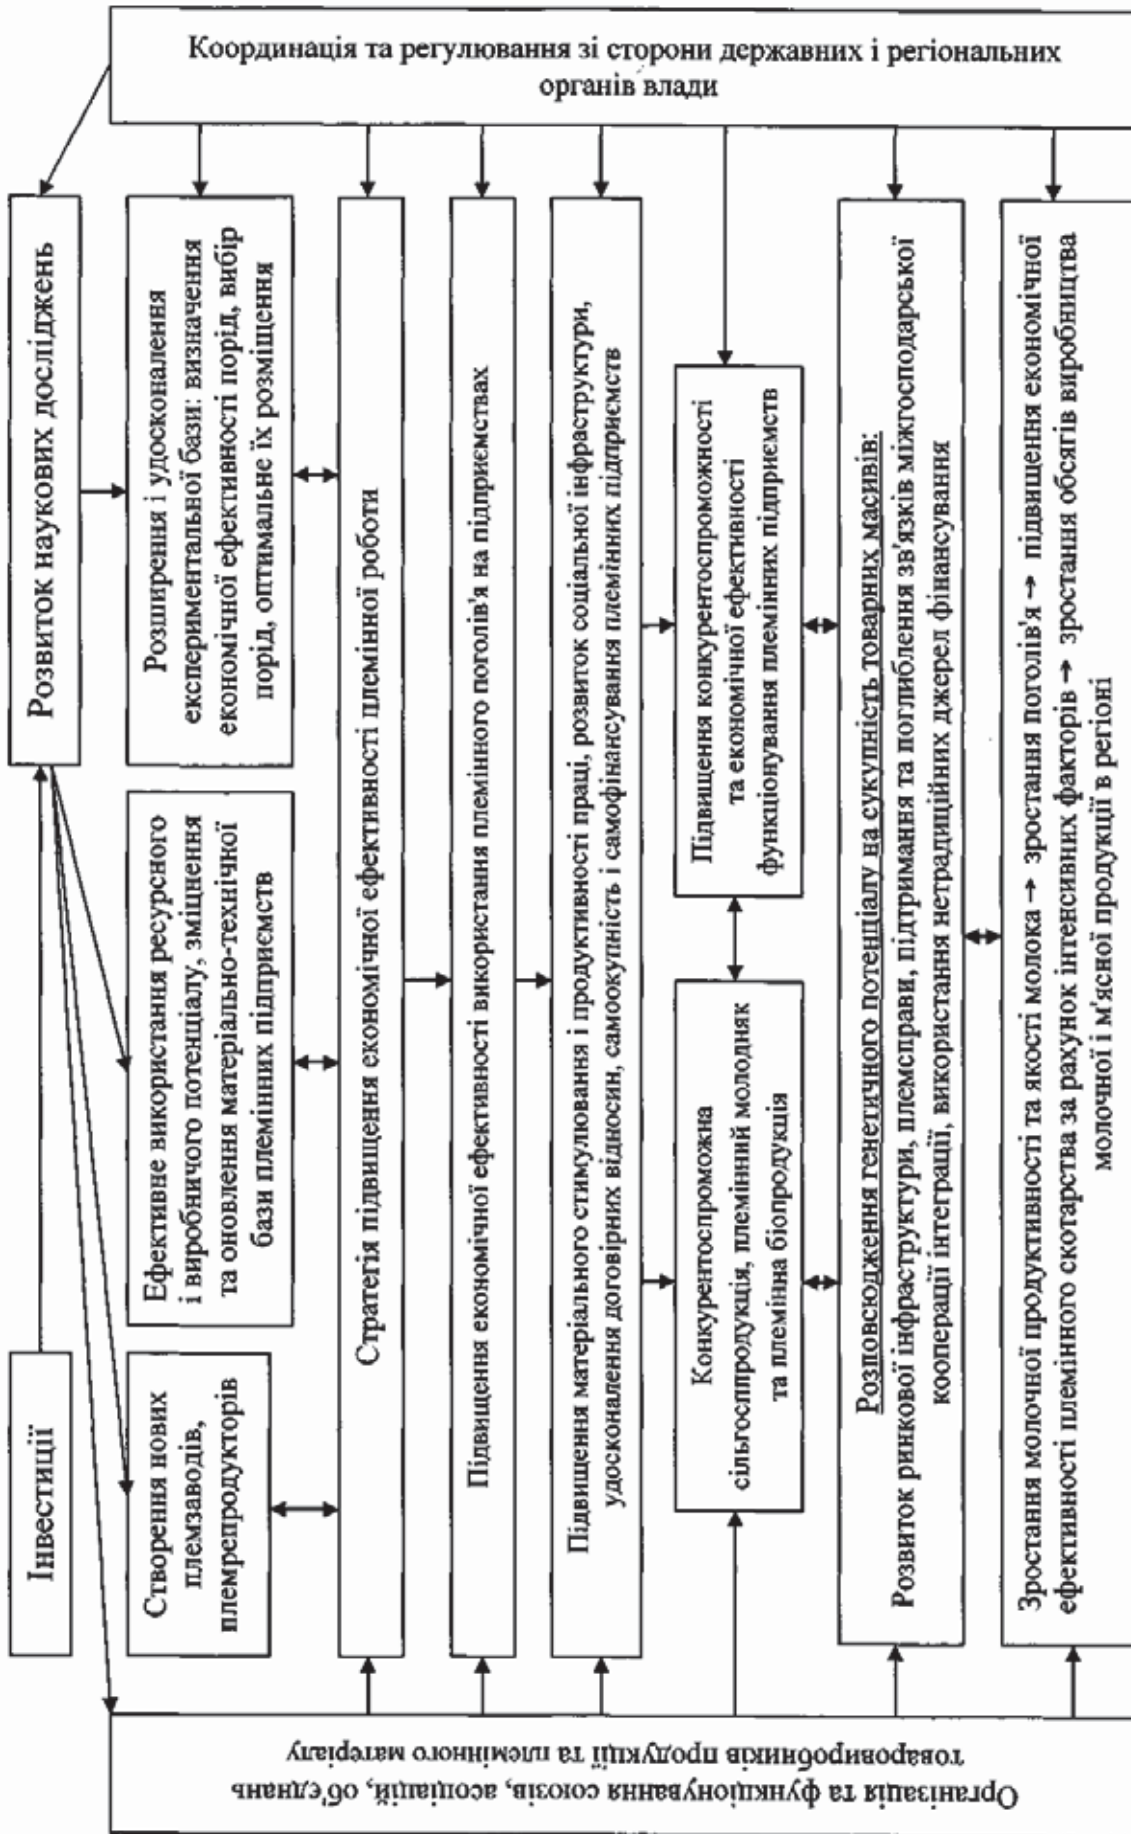 Координація та регулювання зі сторони державних і регіональних
органів влади
Інвестиції
Розвиток наукових досліджень
Створення нових
племзаводів,
племрепродукторів
Ефективне використання ресурсного
і виробничого потенціалу, зміцнення
та оновлення матеріально-технічної
бази племінних підприємств
Розширення і удосконалення
експериментальної бази: визначення
економічної ефективності порід, вибір
порід, оптимальне їх розміщення
Стратегія підвищення економічної ефективності племінної роботи
Підвищення економічної ефективності використання племінного поголів'я на підприємствах
Підвищення матеріального стимулювання і продуктивності праці, розвиток соціальної інфраструктури,
удосконалення договірних відносин, самоокупність і самофінансування племінних підприємств
Конкурентоспроможна
сільгосппродукція, племінний молодняк
та племінна біопродукція
Підвищення конкурентоспроможності
та економічної ефективності
функціонування племінних підприємств
Розповсюдження генетичного потенціалу на сукупність товарних масивів:
Розвиток ринкової інфраструктури, племсправи, підтримання та поглиблення зв'язків міжгосподарської
кооперації інтеграції, використання нетрадиційних джерел фінансування
Зростання молочної продуктивності та якості молока → зростання поголів'я → підвищення економічної
ефективності племінного скотарства за рахунок інтенсивних факторів → зростання обсягів виробництва
молочної і м'ясної продукції в регіоні
Організація та функціонування союзів, асоціацій, об'єднань
товаровиробників продукції та племінного матеріалу